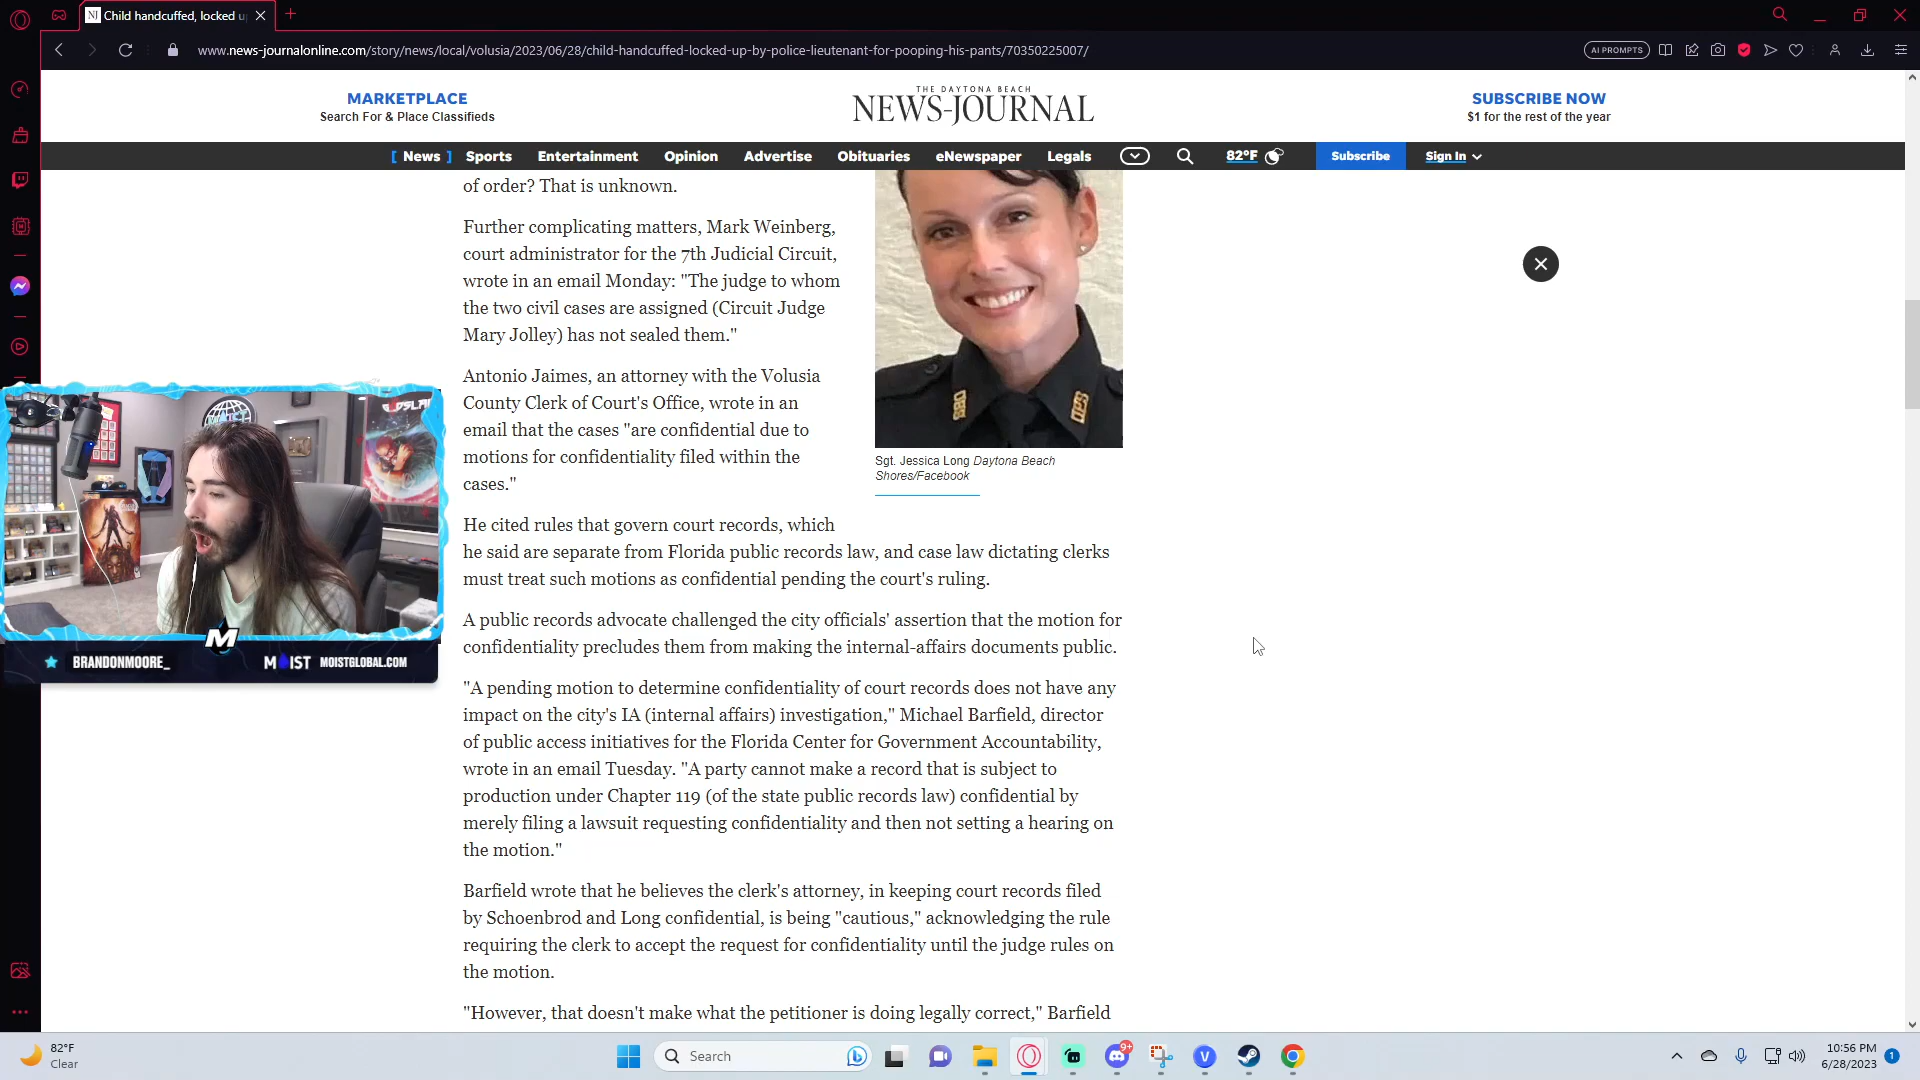 Child handcuffed, locked u
www.news-journalonline.com/story/news/local/volusia/2023/06/28/child-handcuffed-locked-up-by-police-lieutenant-for-pooping-his-pants/70350225007/
AI PROMPTS
MARKETPLACE
Search For & Place Classifieds
THE DAYTONA BEACH
NEWS-JOURNAL
SUBSCRIBE NOW
$1 for the rest of the year
[ News ] Sports Entertainment Opinion Advertise Obituaries eNewspaper Legals 82°F Subscribe Sign In
of order? That is unknown.
Further complicating matters, Mark Weinberg,
court administrator for the 7th Judicial Circuit,
wrote in an email Monday: "The judge to whom
the two civil cases are assigned (Circuit Judge
Mary Jolley) has not sealed them."
Antonio Jaimes, an attorney with the Volusia
County Clerk of Court's Office, wrote in an
email that the cases "are confidential due to
motions for confidentiality filed within the
cases."
DBS
Sgt. Jessica Long Daytona Beach
Shores/Facebook
He cited rules that govern court records, which
he said are separate from Florida public records law, and case law dictating clerks
must treat such motions as confidential pending the court's ruling.
A public records advocate challenged the city officials' assertion that the motion for
confidentiality precludes them from making the internal-affairs documents public.
"A pending motion to determine confidentiality of court records does not have any
impact on the city's IA (internal affairs) investigation," Michael Barfield, director
of public access initiatives for the Florida Center for Government Accountability,
wrote in an email Tuesday. "A party cannot make a record that is subject to
production under Chapter 119 (of the state public records law) confidential by
merely filing a lawsuit requesting confidentiality and then not setting a hearing on
the motion."
Barfield wrote that he believes the clerk's attorney, in keeping court records filed
by Schoenbrod and Long confidential, is being "cautious," acknowledging the rule
requiring the clerk to accept the request for confidentiality until the judge rules on
the motion.
"However, that doesn't make what the petitioner is doing legally correct," Barfield
M
BRANDONMOORE_
MOIST MOISTGLOBAL.COM
82°F
Clear
Search
9+
10:56 PM
6/28/2023
1